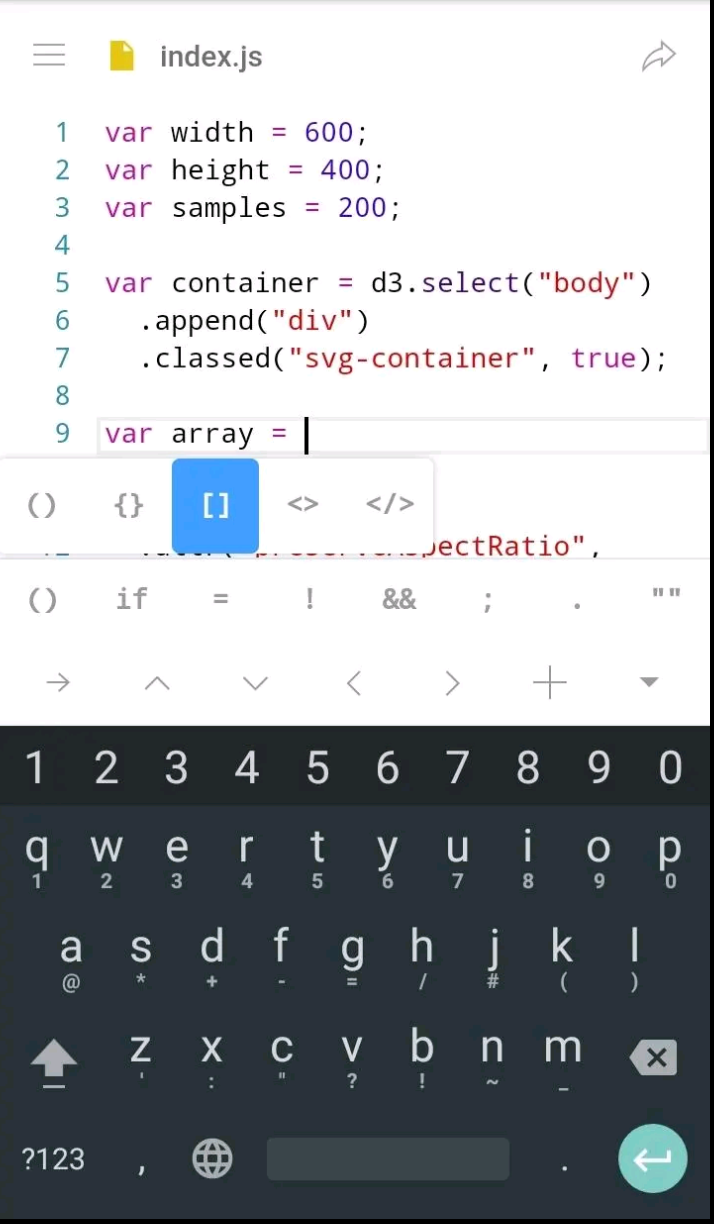 index.js
1 var width = 600;
2 var height = 400;
3 var samples = 200;
4
5 var container = d3.select("body")
6 .append("div")
7 .classed("svg-container", true);
8
9 var array =
() {} [] <> </>
pectRatio",
() if = ! && ; . ""
1 2 3 4 5 6 7 8 9 0
q w e r t y u i o p
1 2 3 4 5 6 7 8 9 0
a s d f g h j k l
@ * + - = / # ( )
z x c v b n m
' : " ? ! ~ _
?123 , .